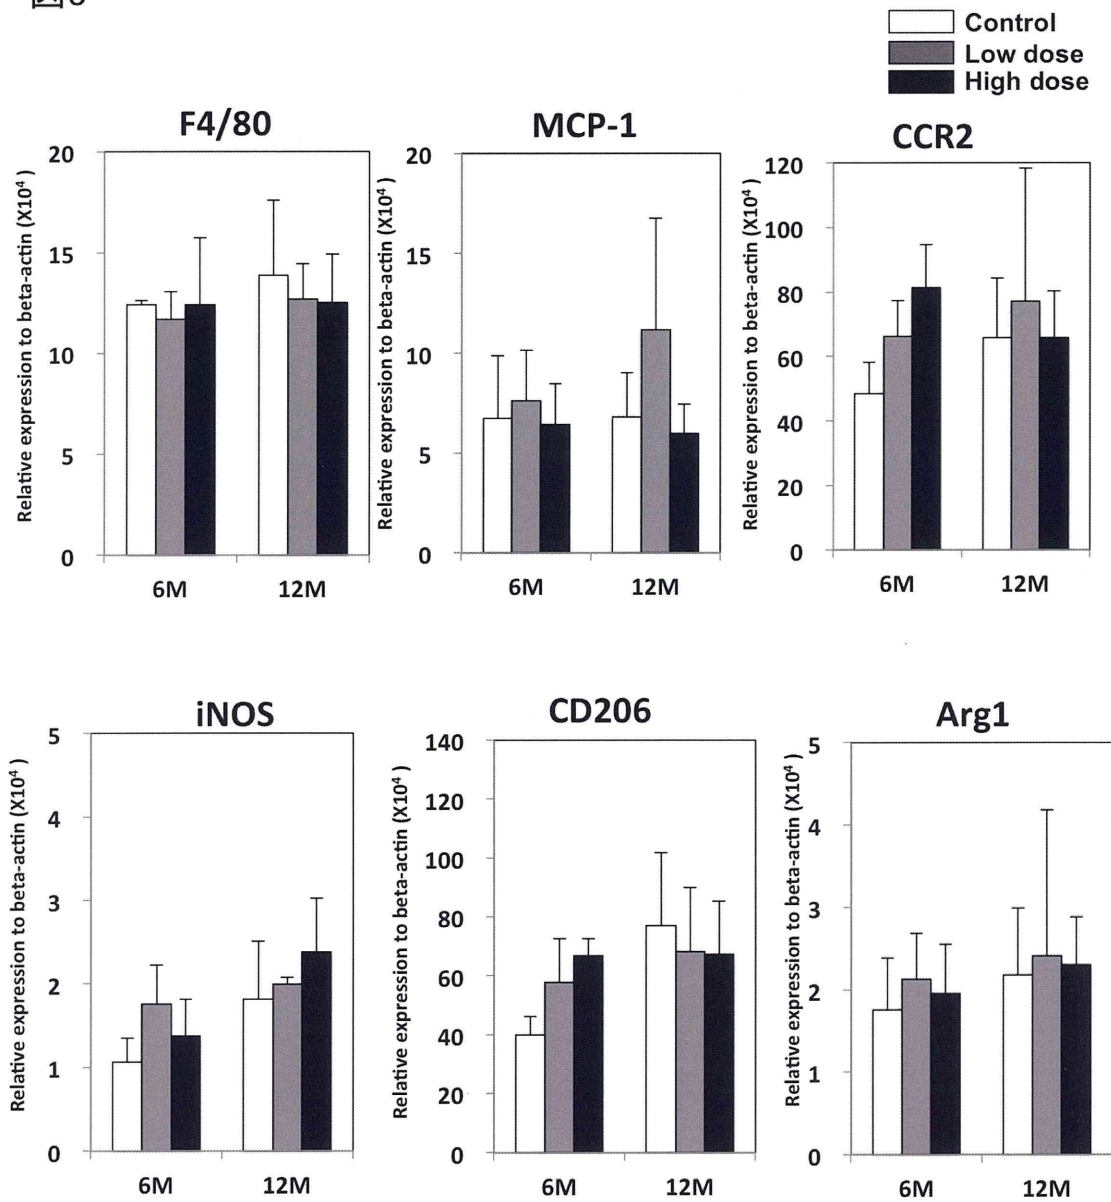 Control
Low dose
High dose
F4/80
Relative expression to beta-actin (X10⁴)
20
15
10
5
0
6M 12M
MCP-1
Relative expression to beta-actin (X10⁴)
20
15
10
5
0
6M 12M
CCR2
Relative expression to beta-actin (X10⁴ )
120
100
80
60
40
20
0
6M 12M
iNOS
Relative expression to beta-actin (X10⁴ )
5
4
3
2
1
0
6M 12M
CD206
Relative expression to beta-actin (X10⁴ )
140
120
100
80
60
40
20
0
6M 12M
Arg1
Relative expression to beta-actin (X10⁴)
5
4
3
2
1
0
6M 12M